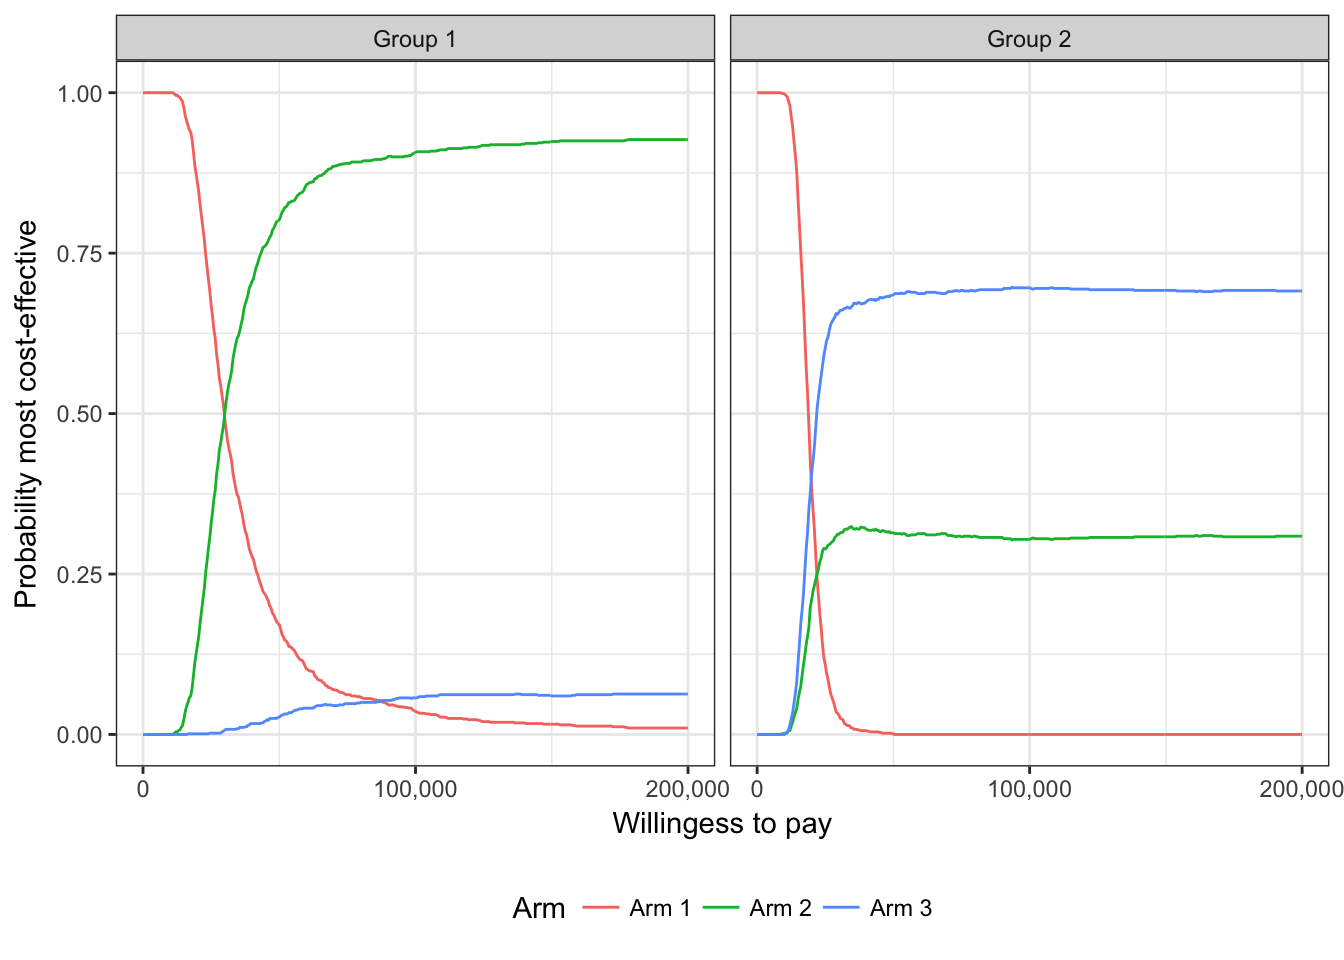 Group 1
Group 2
Probability most cost-effective
1.00
0.75
0.50
0.25
0.00
0
100,000
200,000
0
100,000
200,000
Willingess to pay
Arm
Arm 1
Arm 2
Arm 3